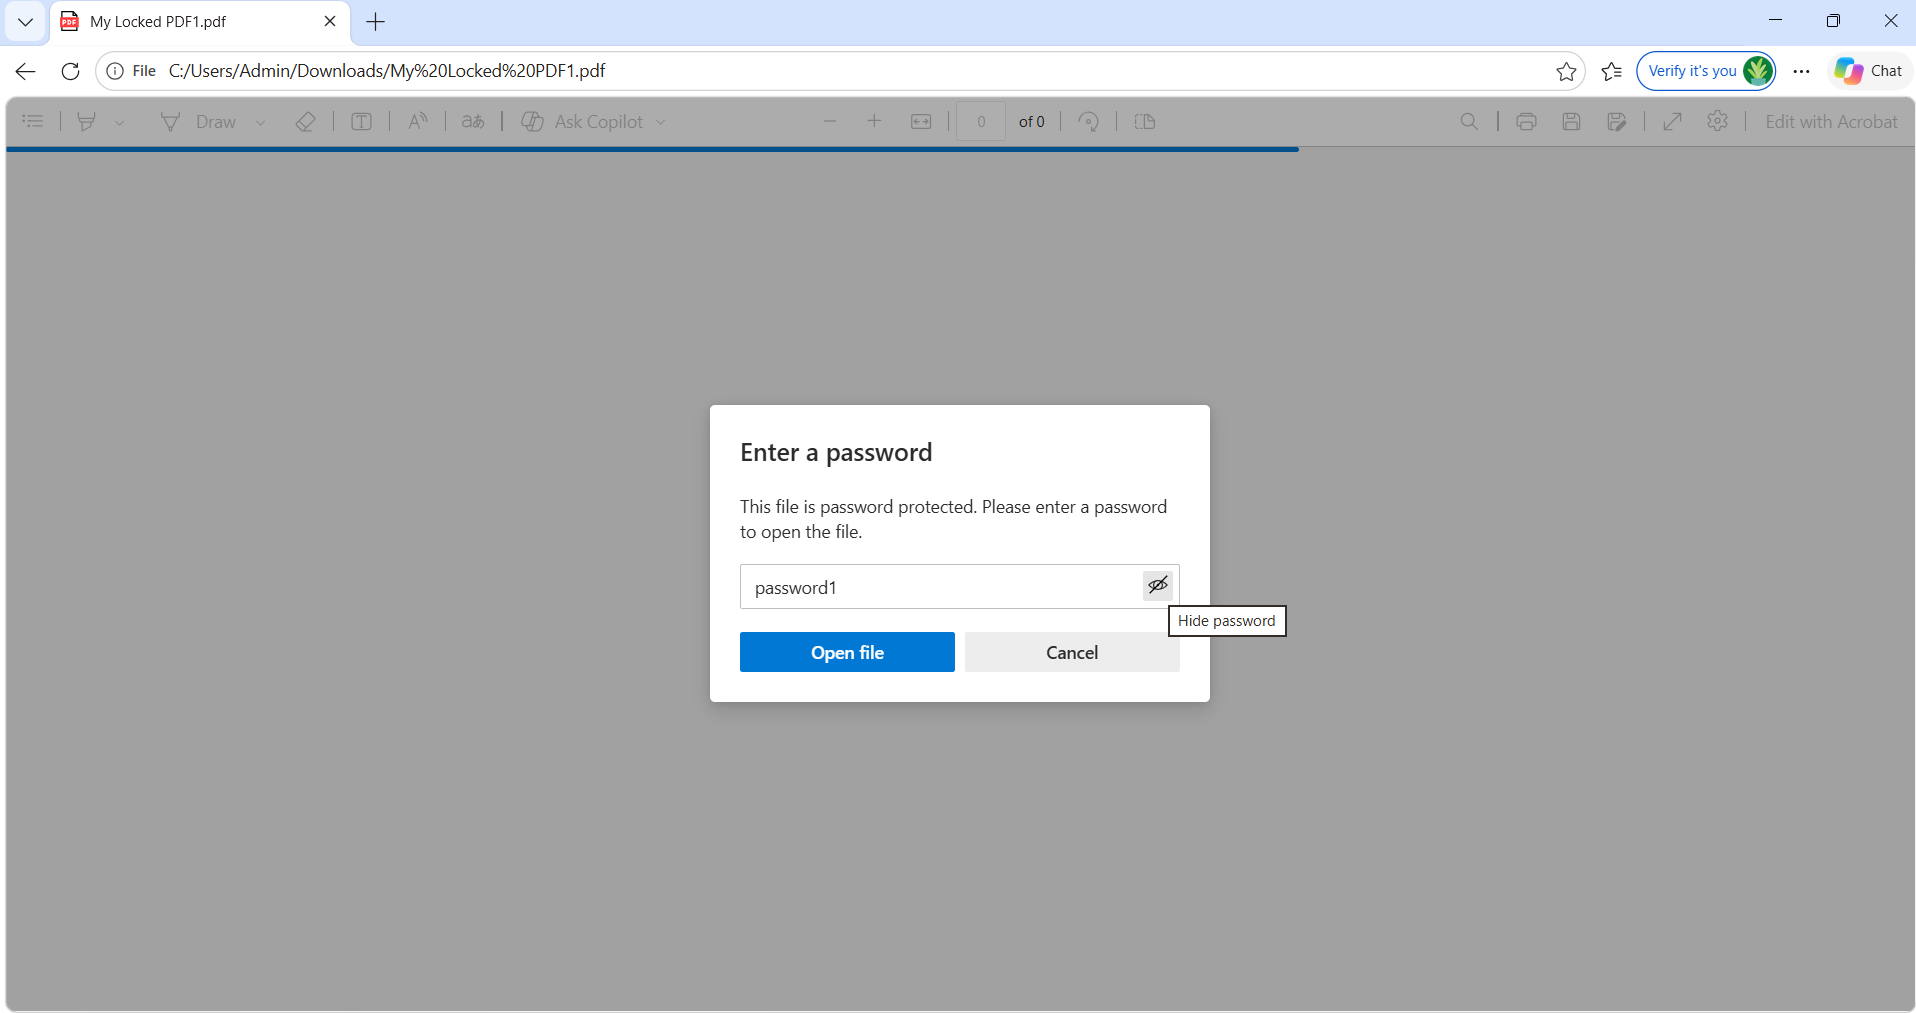 My Locked PDF1.pdf
File C:/Users/Admin/Downloads/My%20Locked%20PDF1.pdf
Verify it's you
Chat
Draw
aあ
Ask Copilot
0 of 0
Edit with Acrobat
Enter a password
This file is password protected. Please enter a password
to open the file.
password1
Hide password
Open file
Cancel